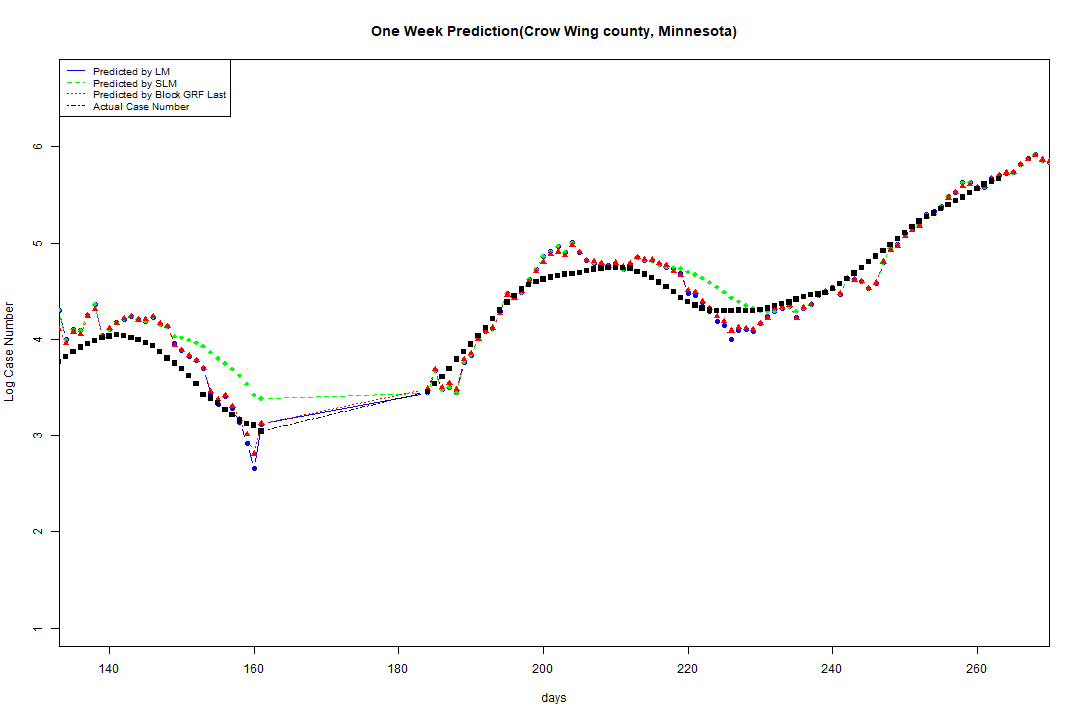 One Week Prediction(Crow Wing county, Minnesota)
Predicted by LM
Predicted by SLM
Predicted by Block GRF Last
Actual Case Number
Log Case Number
6
5
4
3
2
1
140 160 180 200 220 240 260
days